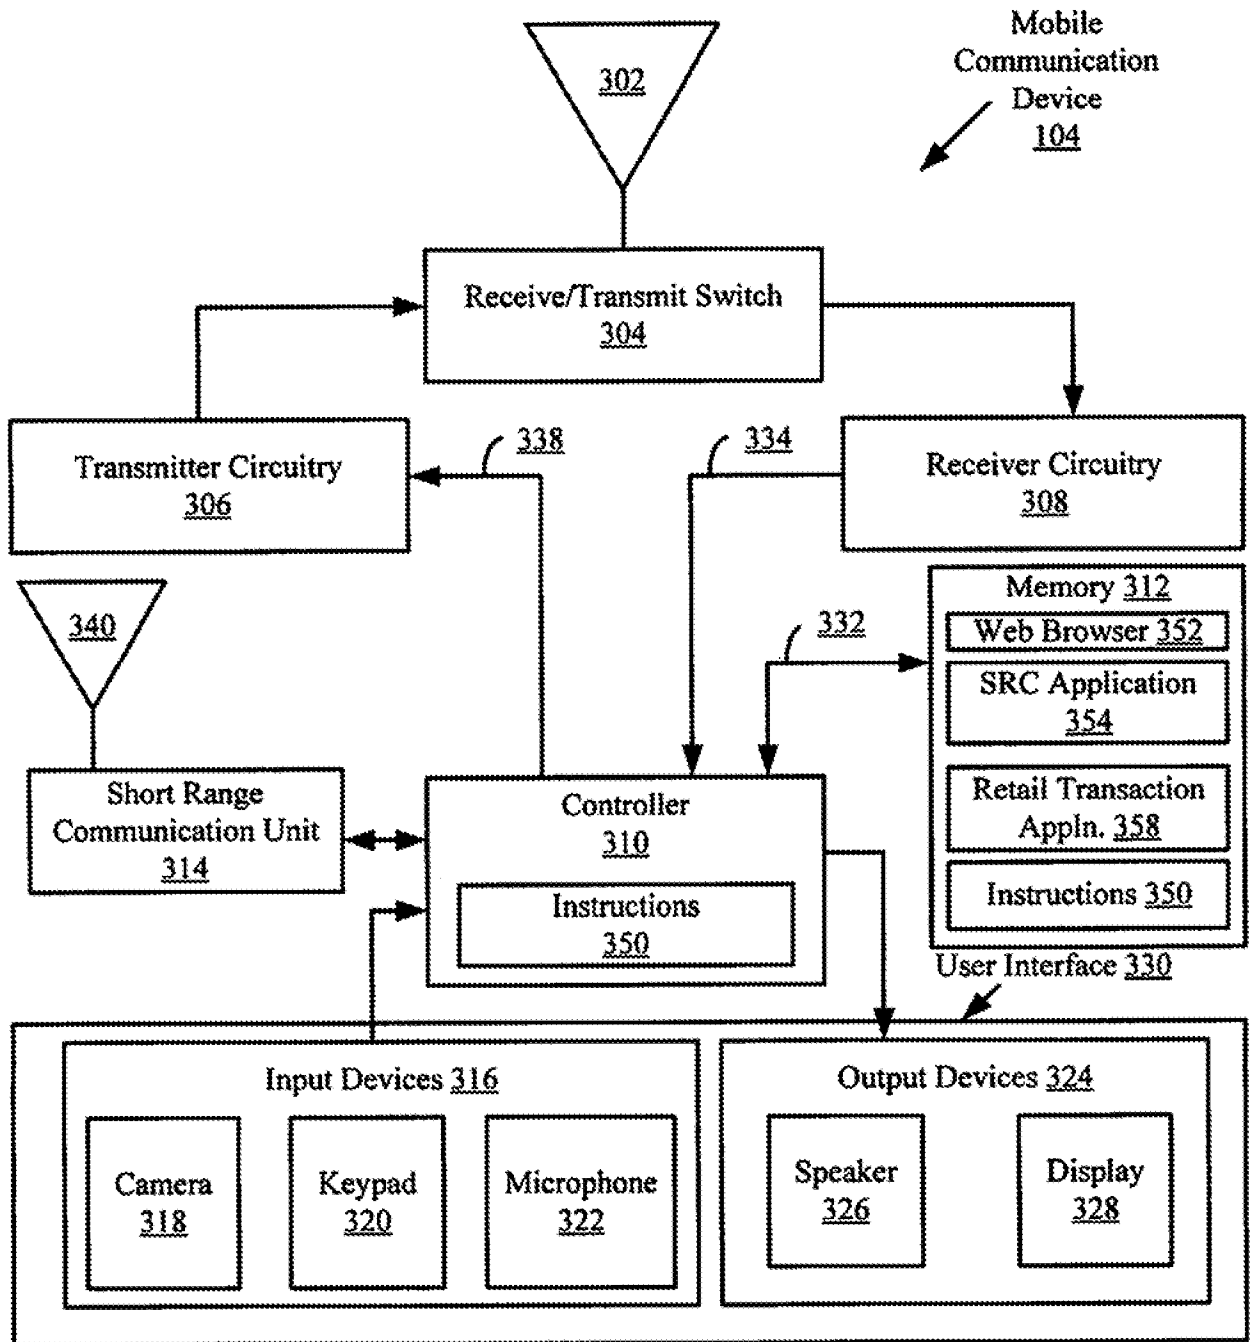 Mobile
Communication
Device
104
302
Receive/Transmit Switch
304
Transmitter Circuitry
306
338
334
Receiver Circuitry
308
340
332
Memory 312
Web Browser 352
SRC Application
354
Retail Transaction
Appln. 358
Instructions 350
Short Range
Communication Unit
314
Controller
310
Instructions
350
User Interface 330
Input Devices 316
Camera
318
Keypad
320
Microphone
322
Output Devices 324
Speaker
326
Display
328